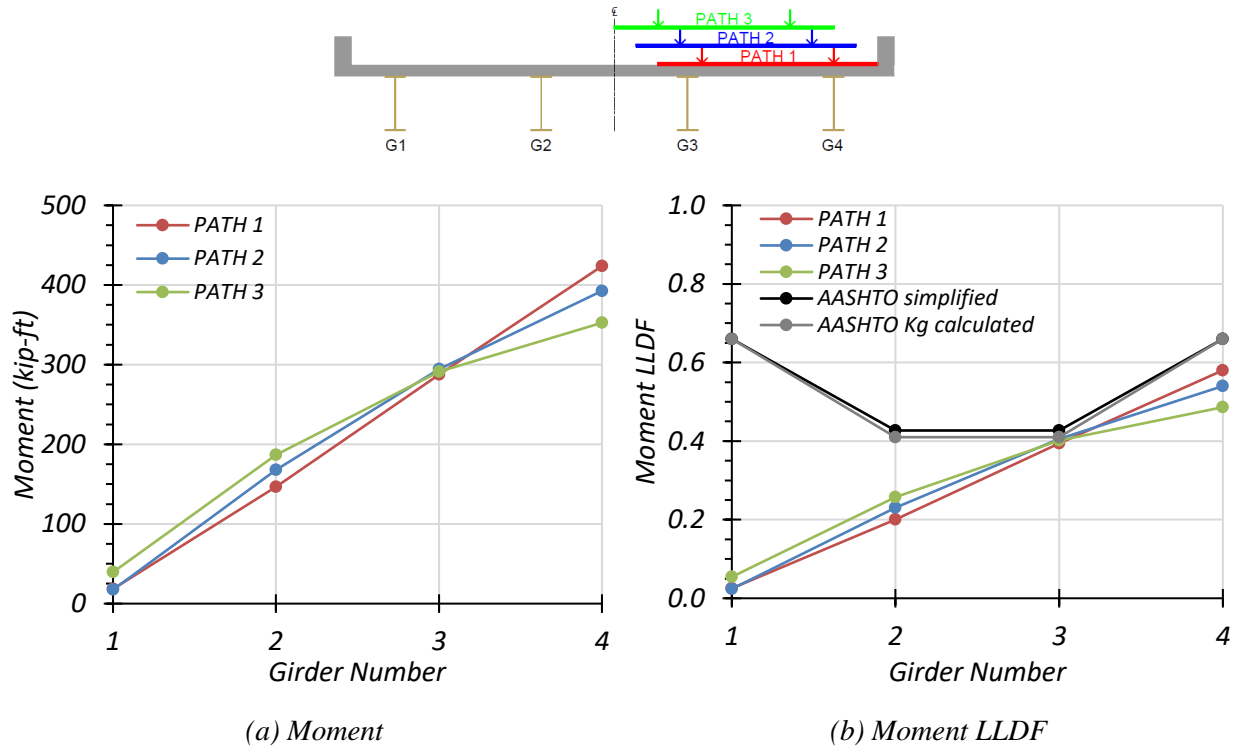 ℄
PATH 3
PATH 2
PATH 1
G1 G2 G3 G4
500
400
300
200
100
0
Moment (kip-ft)
PATH 1
PATH 2
PATH 3
1 2 3 4
Girder Number
(a) Moment
1.0
0.8
0.6
0.4
0.2
0.0
Moment LLDF
PATH 1
PATH 2
PATH 3
AASHTO simplified
AASHTO Kg calculated
1 2 3 4
Girder Number
(b) Moment LLDF